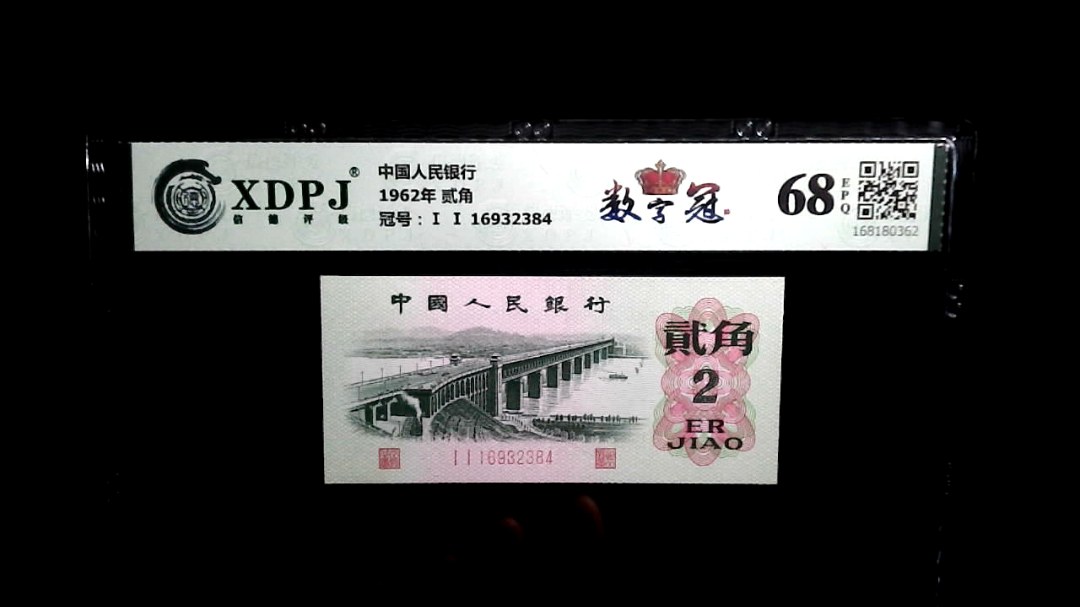 XDPJ®
信德评级
中国人民银行
1962年 贰角
冠号：Ⅰ Ⅰ 16932384
数字冠
68
EPQ
168180362
中國人民銀行
貳角
2
ER
JIAO
I I 16932384